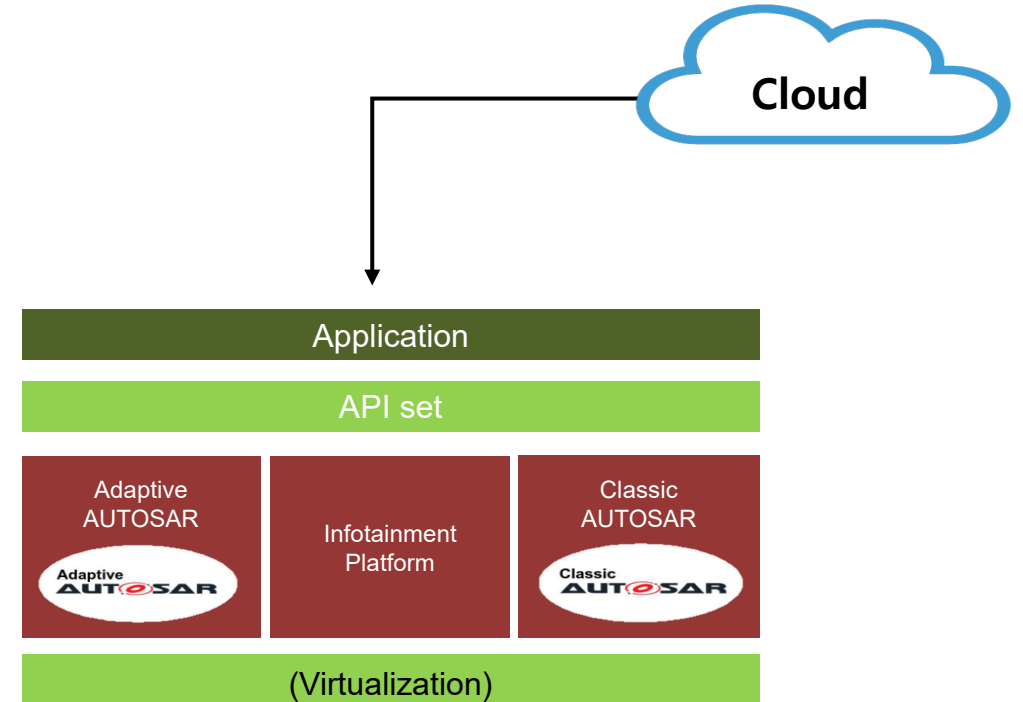 Cloud
Application
API set
Adaptive
AUTOSAR
Adaptive
AUTOSAR
Infotainment
Platform
Classic
AUTOSAR
Classic
AUTOSAR
(Virtualization)